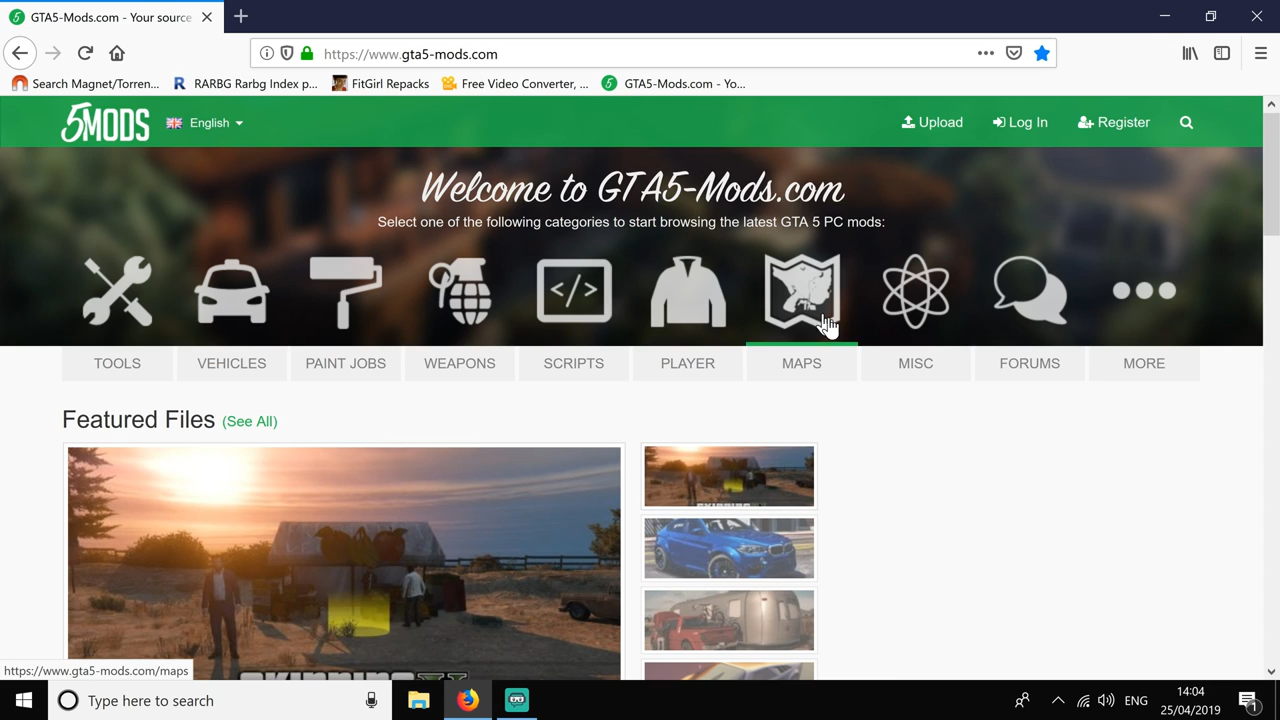 GTA5-Mods.com - Your source
https://www.gta5-mods.com
Search Magnet/Torren...
RARBG Rarbg Index p...
FitGirl Repacks
Free Video Converter, ...
GTA5-Mods.com - Yo...
5MODS
English
Upload
Log In
Register
Welcome to GTA5-Mods.com
Select one of the following categories to start browsing the latest GTA 5 PC mods:
TOOLS
VEHICLES
PAINT JOBS
WEAPONS
SCRIPTS
PLAYER
MAPS
MISC
FORUMS
MORE
Featured Files (See All)
https://www.gta5-mods.com/maps
Type here to search
ENG
14:04
25/04/2019
1